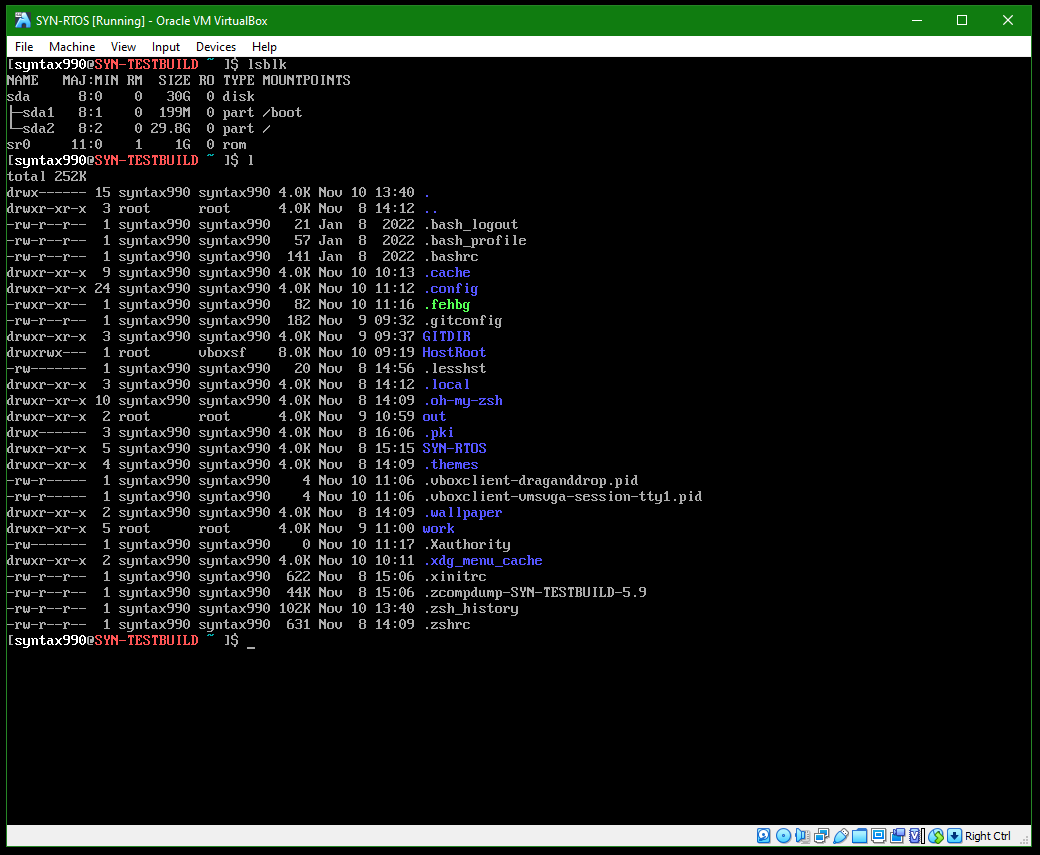 SYN-RTOS [Running] - Oracle VM VirtualBox
File Machine View Input Devices Help
[syntax990@SYN-TESTBUILD ~ ]$ lsblk
NAME   MAJ:MIN RM  SIZE RO TYPE MOUNTPOINTS
sda      8:0    0   30G  0 disk
├─sda1   8:1    0  199M  0 part /boot
└─sda2   8:2    0 29.8G  0 part /
sr0     11:0    1    1G  0 rom
[syntax990@SYN-TESTBUILD ~ ]$ l
total 252K
drwx------ 15 syntax990 syntax990 4.0K Nov 10 13:40 .
drwxr-xr-x  3 root      root      4.0K Nov  8 14:12 ..
-rw-r--r--  1 syntax990 syntax990   21 Jan  8  2022 .bash_logout
-rw-r--r--  1 syntax990 syntax990   57 Jan  8  2022 .bash_profile
-rw-r--r--  1 syntax990 syntax990  141 Jan  8  2022 .bashrc
drwxr-xr-x  9 syntax990 syntax990 4.0K Nov 10 10:13 .cache
drwxr-xr-x 24 syntax990 syntax990 4.0K Nov 10 11:12 .config
-rwxr-xr--  1 syntax990 syntax990   82 Nov 10 11:16 .fehbg
-rw-r--r--  1 syntax990 syntax990  182 Nov  9 09:32 .gitconfig
drwxr-xr-x  3 syntax990 syntax990 4.0K Nov  9 09:37 GITDIR
drwxrwx---  1 root      vboxsf    8.0K Nov 10 09:19 HostRoot
-rw-------  1 syntax990 syntax990   20 Nov  8 14:56 .lesshst
drwxr-xr-x  3 syntax990 syntax990 4.0K Nov  8 14:12 .local
drwxr-xr-x 10 syntax990 syntax990 4.0K Nov  8 14:09 .oh-my-zsh
drwxr-xr-x  2 root      root      4.0K Nov  9 10:59 out
drwx------  3 syntax990 syntax990 4.0K Nov  8 16:06 .pki
drwxr-xr-x  5 syntax990 syntax990 4.0K Nov  8 15:15 SYN-RTOS
drwxr-xr-x  4 syntax990 syntax990 4.0K Nov  8 14:09 .themes
-rw-r--r--  1 syntax990 syntax990    4 Nov 10 11:06 .vboxclient-draganddrop.pid
-rw-r--r--  1 syntax990 syntax990    4 Nov 10 11:06 .vboxclient-vmsvga-session-tty1.pid
drwxr-xr-x  2 syntax990 syntax990 4.0K Nov  8 14:09 .wallpaper
drwxr-xr-x  5 root      root      4.0K Nov  9 11:00 work
-rw-------  1 syntax990 syntax990    0 Nov 10 11:17 .Xauthority
drwxr-xr-x  2 syntax990 syntax990 4.0K Nov 10 10:11 .xdg_menu_cache
-rw-r--r--  1 syntax990 syntax990  622 Nov  8 15:06 .xinitrc
-rw-r--r--  1 syntax990 syntax990  44K Nov  8 15:06 .zcompdump-SYN-TESTBUILD-5.9
-rw-r--r--  1 syntax990 syntax990 102K Nov 10 13:40 .zsh_history
-rw-r--r--  1 syntax990 syntax990  631 Nov  8 14:09 .zshrc
[syntax990@SYN-TESTBUILD ~ ]$ _
Right Ctrl